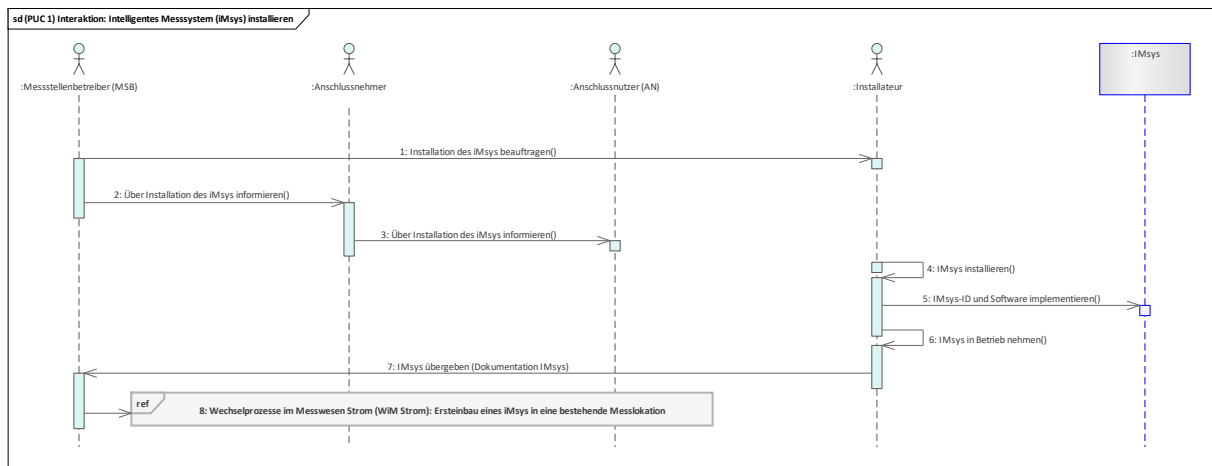 sd (PUC 1) Interaktion: Intelligentes Messsystem (iMsys) installieren
:Messstellenbetreiber (MSB)
:Anschlussnehmer
:Anschlussnutzer (AN)
:Installateur
:IMsys
1: Installation des iMsys beauftragen()
2: Über Installation des iMsys informieren()
3: Über Installation des iMsys informieren()
4: IMsys installieren()
5: IMsys-ID und Software implementieren()
6: IMsys in Betrieb nehmen()
7: IMsys übergeben (Dokumentation IMsys)
ref
8: Wechselprozesse im Messwesen Strom (WiM Strom): Ersteinbau eines iMsys in eine bestehende Messlokation